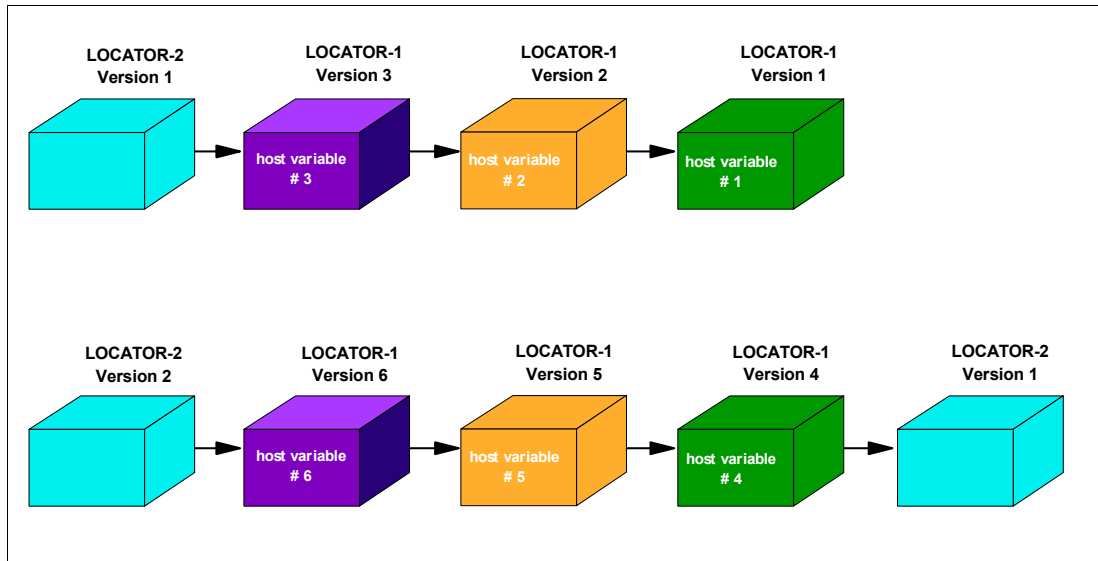 LOCATOR-2
Version 1
LOCATOR-1
Version 3
LOCATOR-1
Version 2
LOCATOR-1
Version 1
host variable
# 3
host variable
# 2
host variable
# 1
LOCATOR-2
Version 2
LOCATOR-1
Version 6
LOCATOR-1
Version 5
LOCATOR-1
Version 4
LOCATOR-2
Version 1
host variable
# 6
host variable
# 5
host variable
# 4